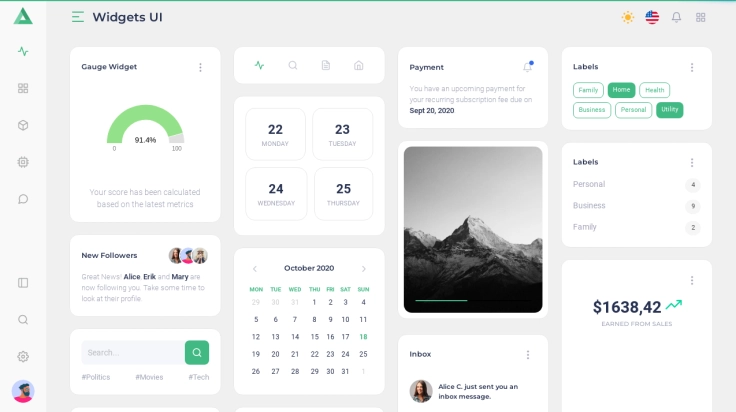 Widgets UI
Gauge Widget
91.4%
0
100
Your score has been calculated
based on the latest metrics
New Followers
Great News! Alice, Erik and Mary are
now following you. Take some time to
look at their profile.
Search...
#Politics #Movies #Tech
22
MONDAY
23
TUESDAY
24
WEDNESDAY
25
THURSDAY
October 2020
MON TUE WED THU FRI SAT SUN
29 30 31 1 2 3 4
5 6 7 8 9 10 11
12 13 14 15 16 17 18
19 20 21 22 23 24 25
26 27 28 29 30 31 1
Payment
You have an upcoming payment for
your recurring subscription fee due on
Sept 20, 2020
Inbox
Alice C. just sent you an
inbox message.
Labels
Family Home Health
Business Personal Utility
Labels
Personal 4
Business 9
Family 2
$1638,42
EARNED FROM SALES